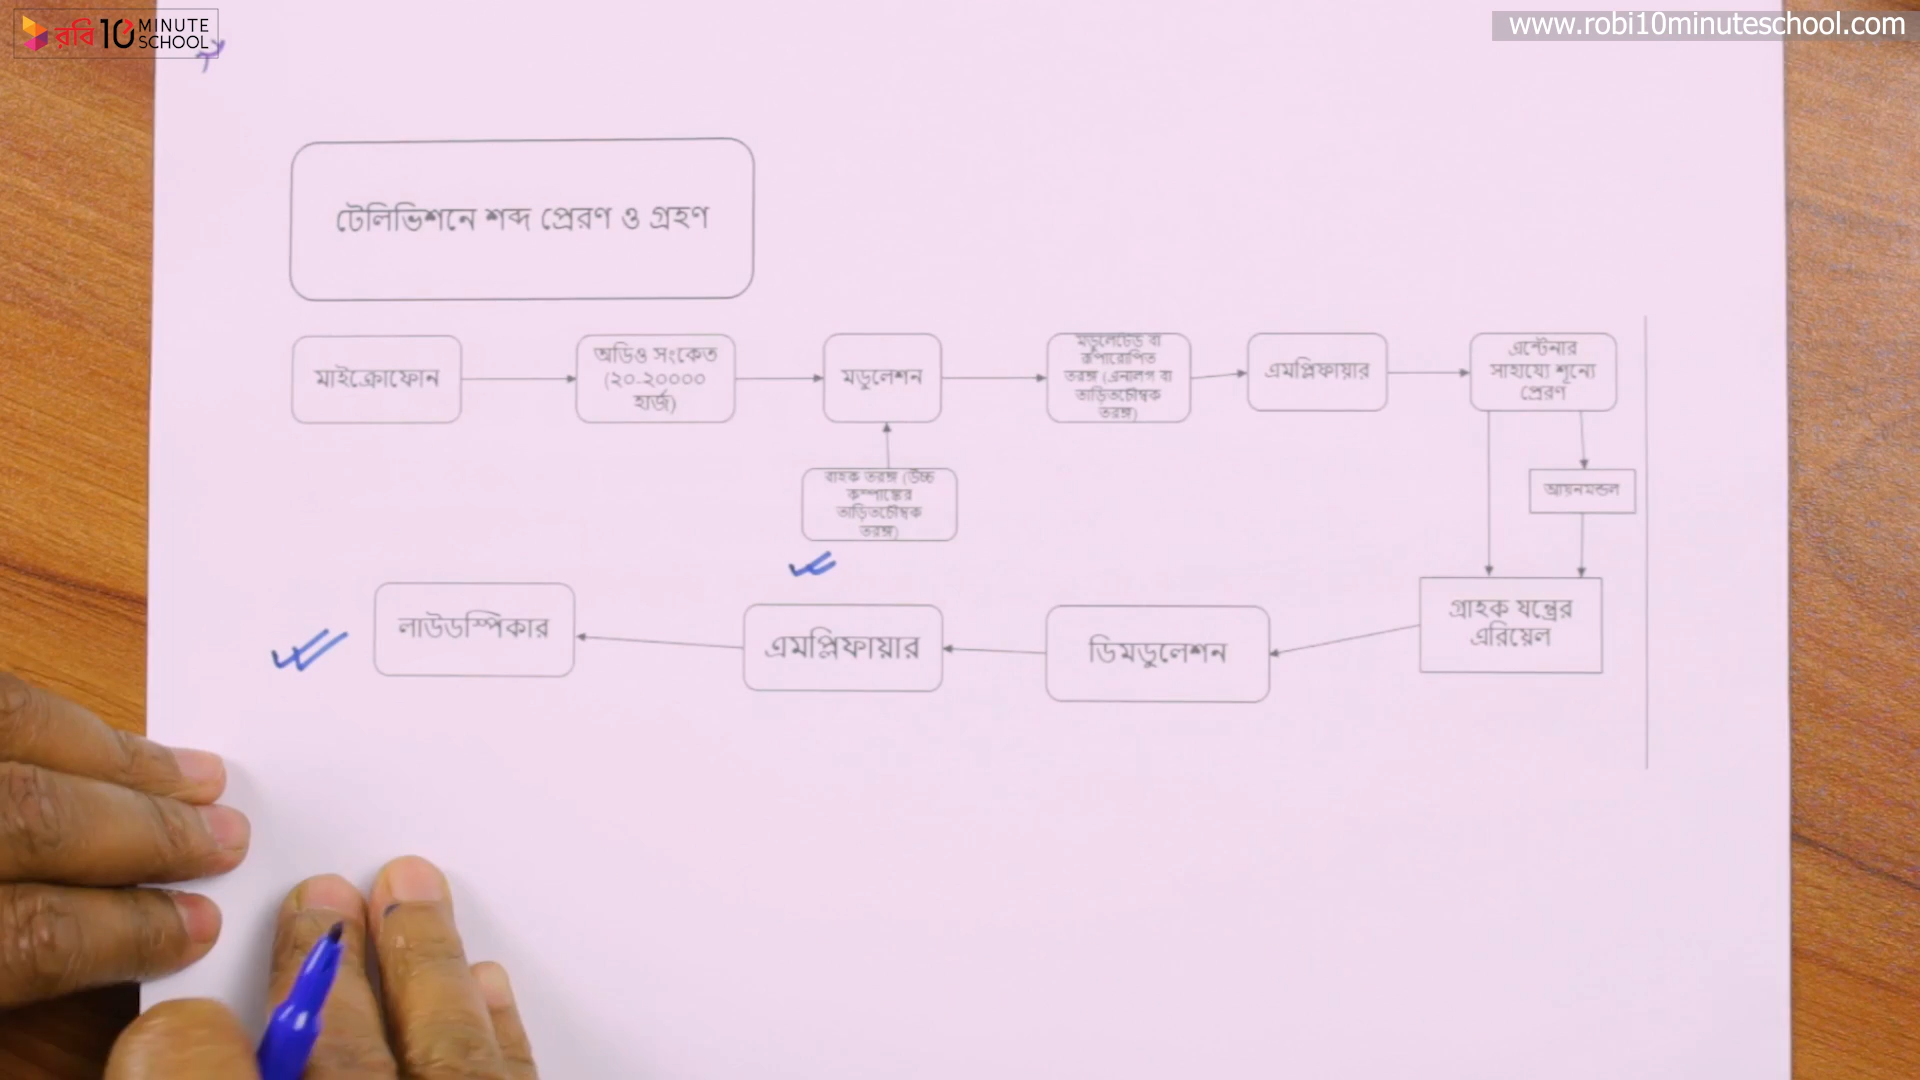 রবি 10 MINUTE SCHOOL
www.robi10minuteschool.com
টেলিভিশনে শব্দ প্রেরণ ও গ্রহণ
মাইক্রোফোন
অডিও সংকেত
(২০-২০০০০
হার্জ)
মডুলেশন
মডুলেটেড বা
রূপারোপিত
তরঙ্গ (এনালগ বা
তাড়িতচৌম্বক
তরঙ্গ)
এমপ্লিফায়ার
এন্টেনার
সাহায্যে শূন্যে
প্রেরণ
বাহক তরঙ্গ (উচ্চ
কম্পাঙ্কের
তাড়িতচৌম্বক
তরঙ্গ)
আয়নমন্ডল
লাউডস্পিকার
এমপ্লিফায়ার
ডিমডুলেশন
গ্রাহক যন্ত্রের
এরিয়েল